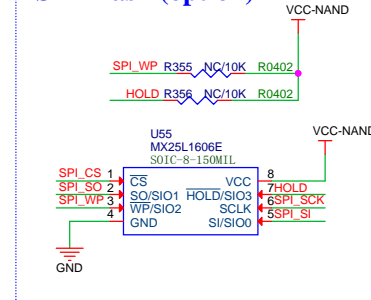 VCC-NAND
SPI_WP R355 NC/10K R0402
HOLD R356 NC/10K R0402
U55
MX25L1606E
SOIC-8-150MIL
VCC-NAND
SPI_CS 1 CS VCC 8
SPI_SO 2 SO/SIO1 HOLD/SIO3 7 HOLD
SPI_WP 3 WP/SIO2 SCLK 6 SPI_SCK
4 GND SI/SIO0 5 SPI_SI
GND